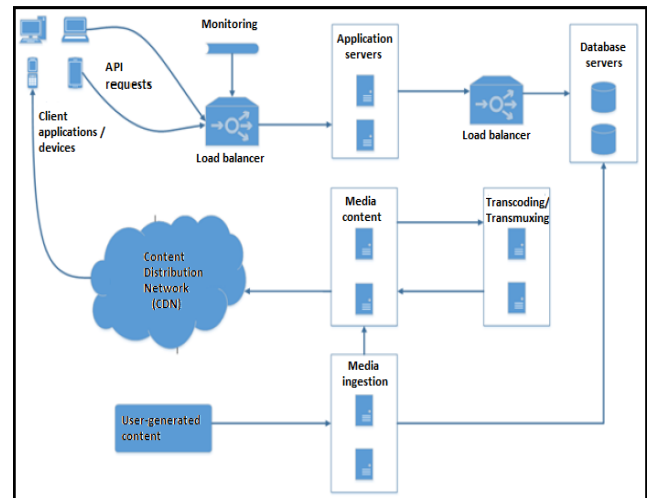 Monitoring
API
requests
Client
applications /
devices
Load balancer
Application
servers
Load balancer
Database
servers
Media
content
Transcoding/
Transmuxing
Content
Distribution
Network
(CDN)
Media
ingestion
User-generated
content